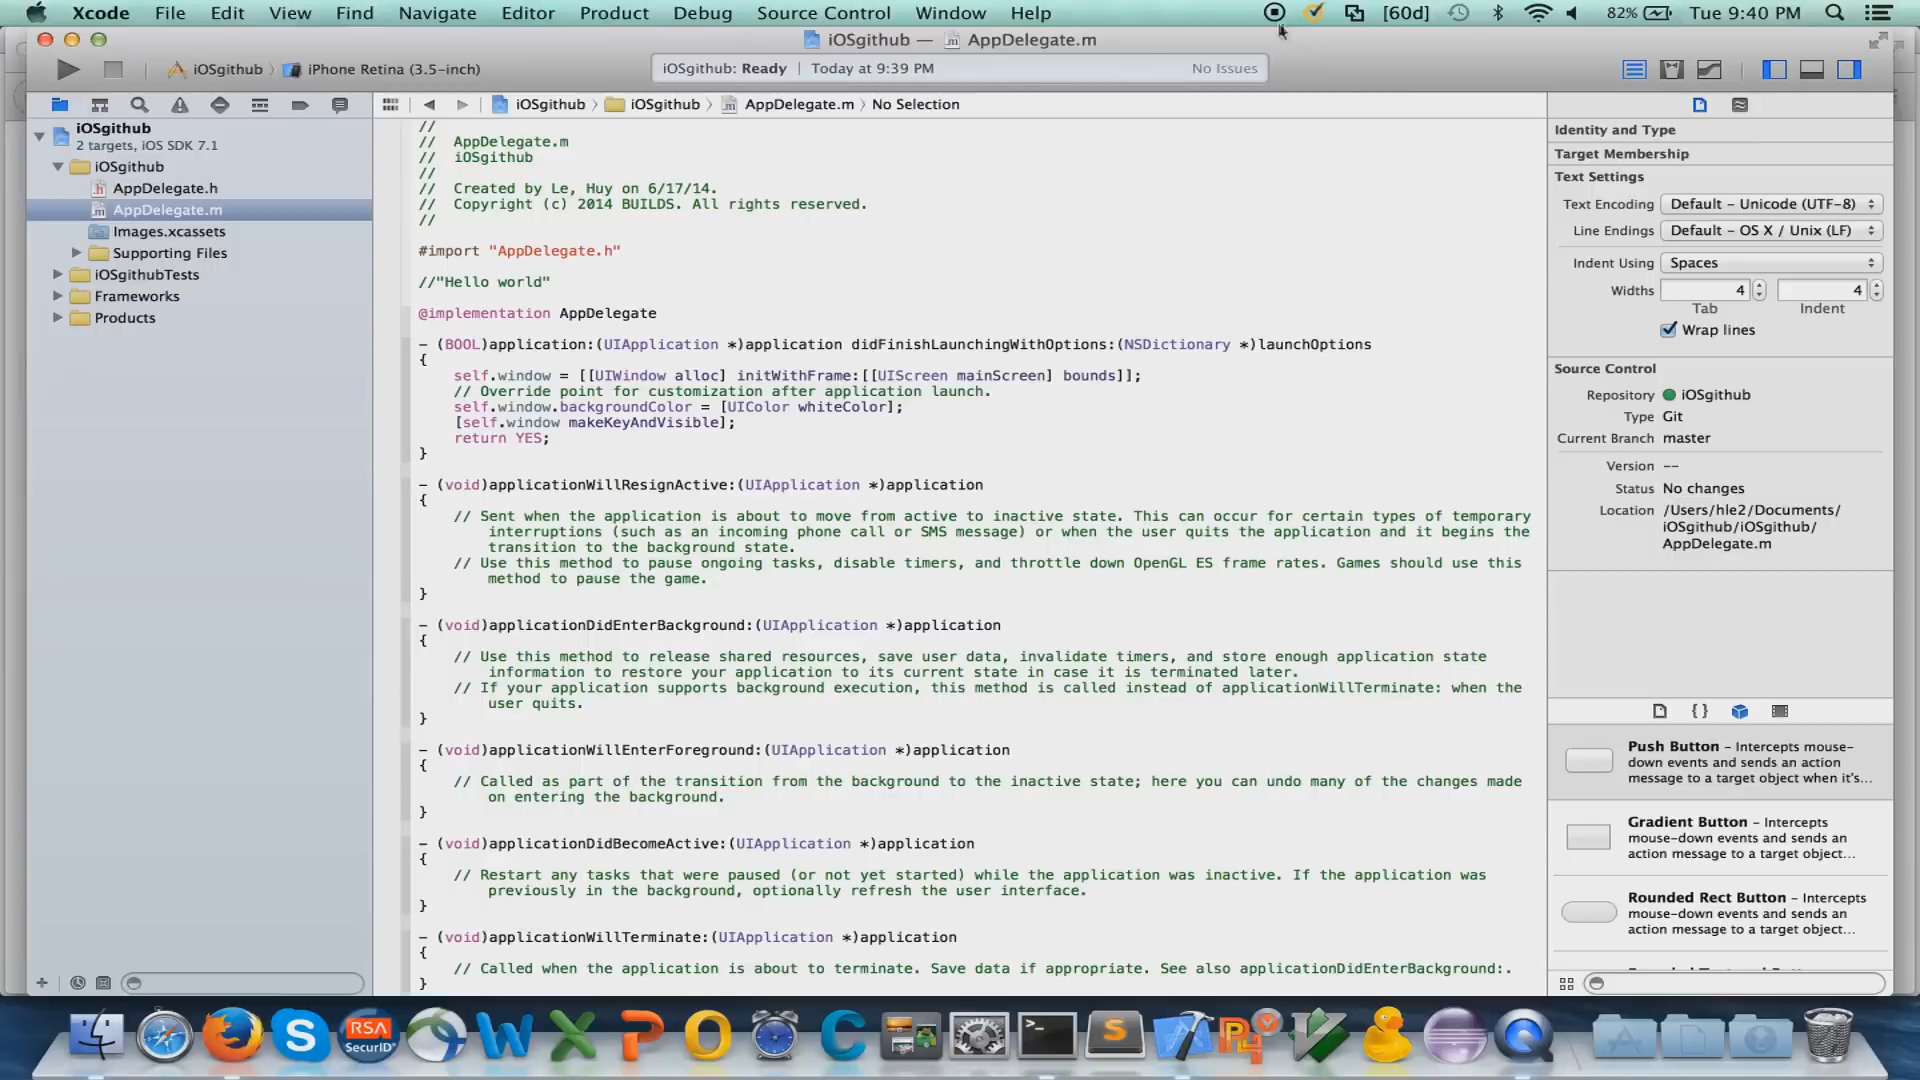 Xcode File Edit View Find Navigate Editor Product Debug Source Control Window Help [60d] 82% Tue 9:40 PM
iOSgithub — AppDelegate.m
iOSgithub › iPhone Retina (3.5-inch)
iOSgithub: Ready | Today at 9:39 PM No Issues
iOSgithub › iOSgithub › AppDelegate.m › No Selection
iOSgithub
2 targets, iOS SDK 7.1
iOSgithub
AppDelegate.h
AppDelegate.m
Images.xcassets
Supporting Files
iOSgithubTests
Frameworks
Products
//
//  AppDelegate.m
//  iOSgithub
//
//  Created by Le, Huy on 6/17/14.
//  Copyright (c) 2014 BUILDS. All rights reserved.
//
#import "AppDelegate.h"
//"Hello world"
@implementation AppDelegate
- (BOOL)application:(UIApplication *)application didFinishLaunchingWithOptions:(NSDictionary *)launchOptions
{
self.window = [[UIWindow alloc] initWithFrame:[[UIScreen mainScreen] bounds]];
// Override point for customization after application launch.
self.window.backgroundColor = [UIColor whiteColor];
[self.window makeKeyAndVisible];
return YES;
}
- (void)applicationWillResignActive:(UIApplication *)application
{
// Sent when the application is about to move from active to inactive state. This can occur for certain types of temporary
interruptions (such as an incoming phone call or SMS message) or when the user quits the application and it begins the
transition to the background state.
// Use this method to pause ongoing tasks, disable timers, and throttle down OpenGL ES frame rates. Games should use this
method to pause the game.
}
- (void)applicationDidEnterBackground:(UIApplication *)application
{
// Use this method to release shared resources, save user data, invalidate timers, and store enough application state
information to restore your application to its current state in case it is terminated later.
// If your application supports background execution, this method is called instead of applicationWillTerminate: when the
user quits.
}
- (void)applicationWillEnterForeground:(UIApplication *)application
{
// Called as part of the transition from the background to the inactive state; here you can undo many of the changes made
on entering the background.
}
- (void)applicationDidBecomeActive:(UIApplication *)application
{
// Restart any tasks that were paused (or not yet started) while the application was inactive. If the application was
previously in the background, optionally refresh the user interface.
}
- (void)applicationWillTerminate:(UIApplication *)application
{
// Called when the application is about to terminate. Save data if appropriate. See also applicationDidEnterBackground:.
}
Identity and Type
Target Membership
Text Settings
Text Encoding Default – Unicode (UTF-8)
Line Endings Default – OS X / Unix (LF)
Indent Using Spaces
Widths 4 4
Tab Indent
Wrap lines
Source Control
Repository iOSgithub
Type Git
Current Branch master
Version --
Status No changes
Location /Users/hle2/Documents/
iOSgithub/iOSgithub/
AppDelegate.m
{ }
Push Button – Intercepts mouse-
down events and sends an action
message to a target object when it's...
Gradient Button – Intercepts
mouse-down events and sends an
action message to a target object...
Rounded Rect Button – Intercepts
mouse-down events and sends an
action message to a target object...
RSA
SecurID